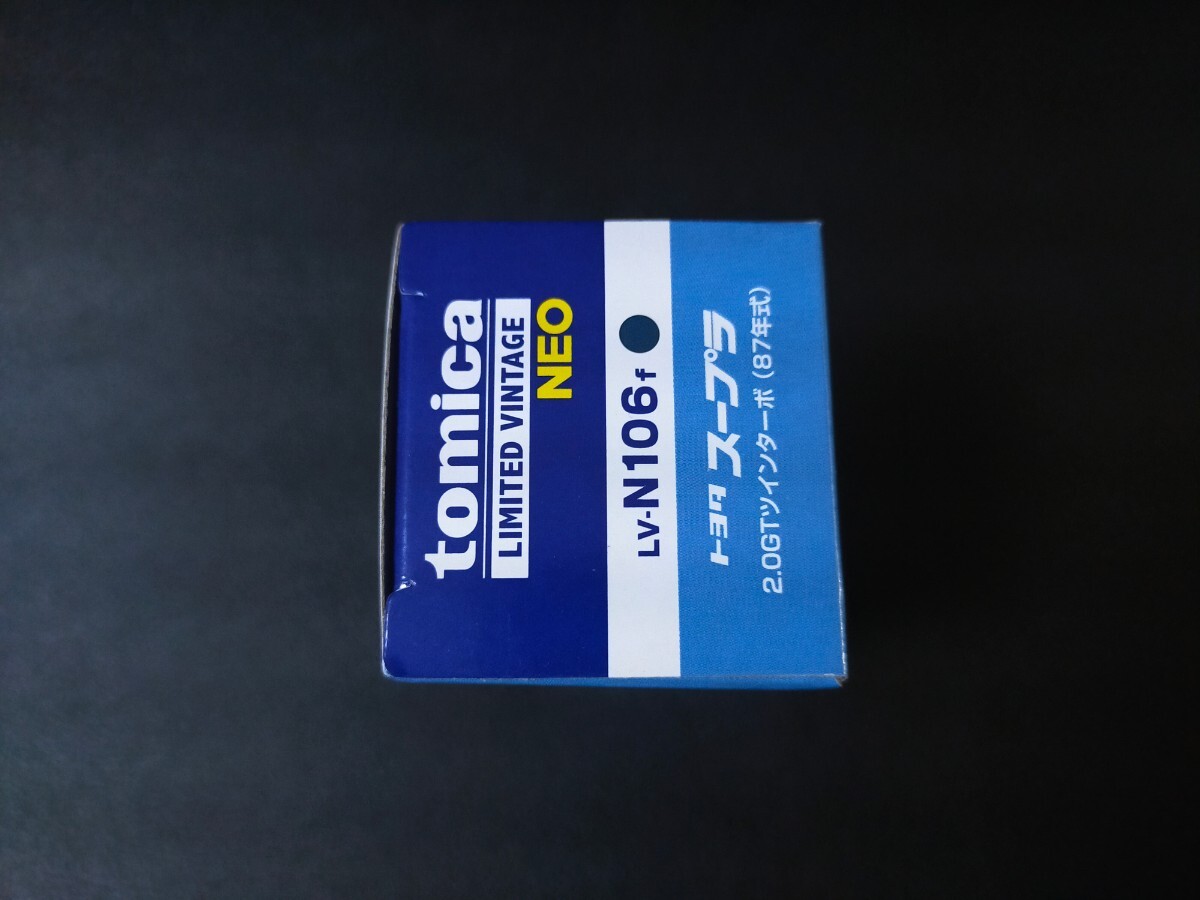 tomica
LIMITED VINTAGE
NEO
LV-N106f
トヨタ スープラ
2.0GTツインターボ(87年式)